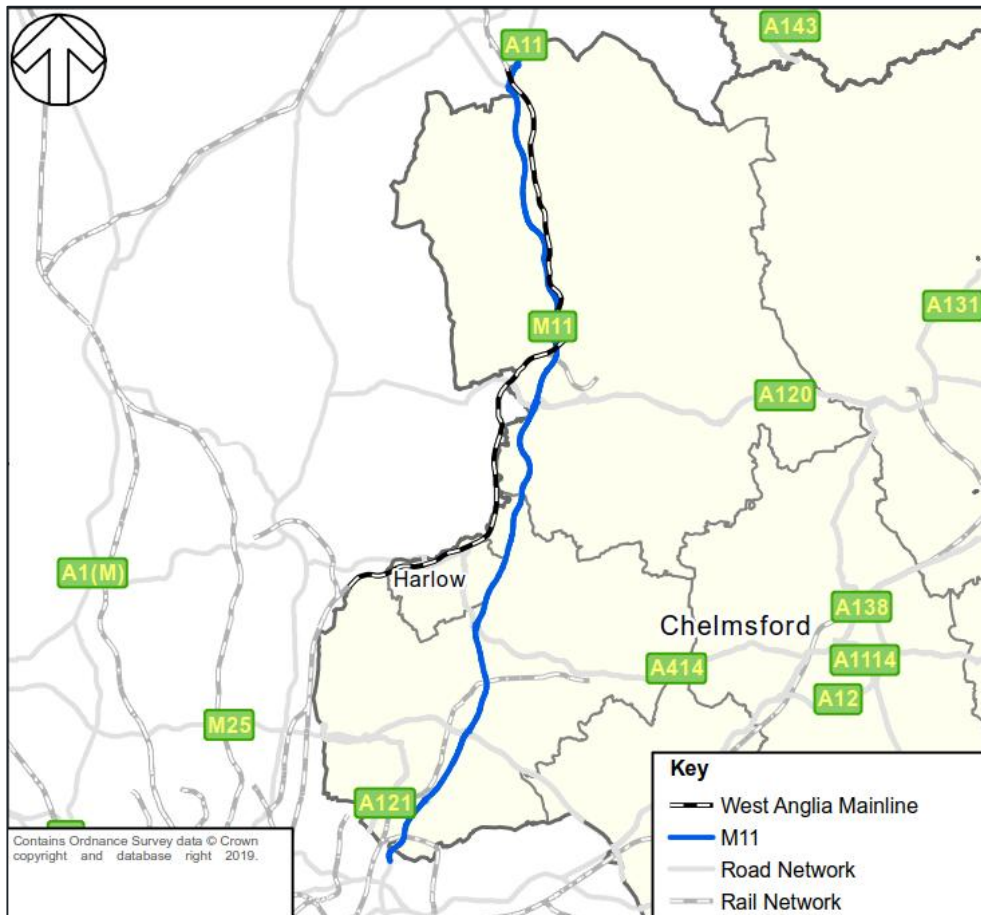 A11
A143
A131
M11
A120
A1(M)
Harlow
A138
Chelmsford
A1114
A414
A12
M25
A121
Key
West Anglia Mainline
M11
Road Network
Rail Network
Contains Ordnance Survey data © Crown
copyright and database right 2019.